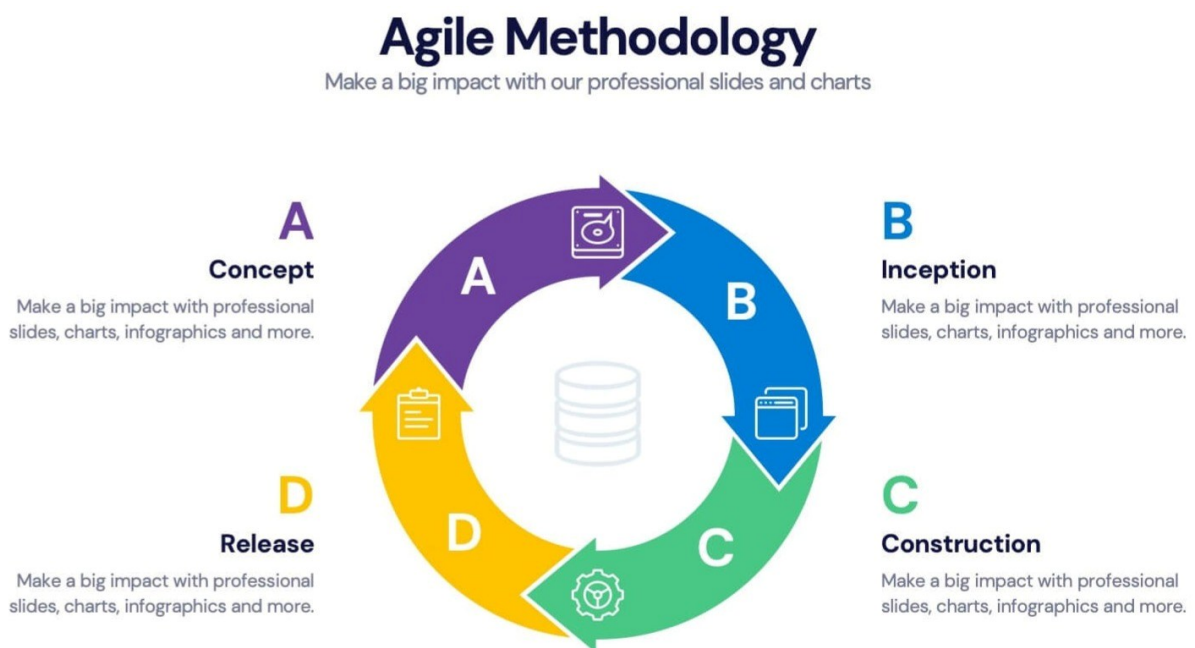 Agile Methodology
Make a big impact with our professional slides and charts
A
Concept
Make a big impact with professional
slides, charts, infographics and more.
B
Inception
Make a big impact with professional
slides, charts, infographics and more.
A
B
D
C
D
Release
Make a big impact with professional
slides, charts, infographics and more.
C
Construction
Make a big impact with professional
slides, charts, infographics and more.